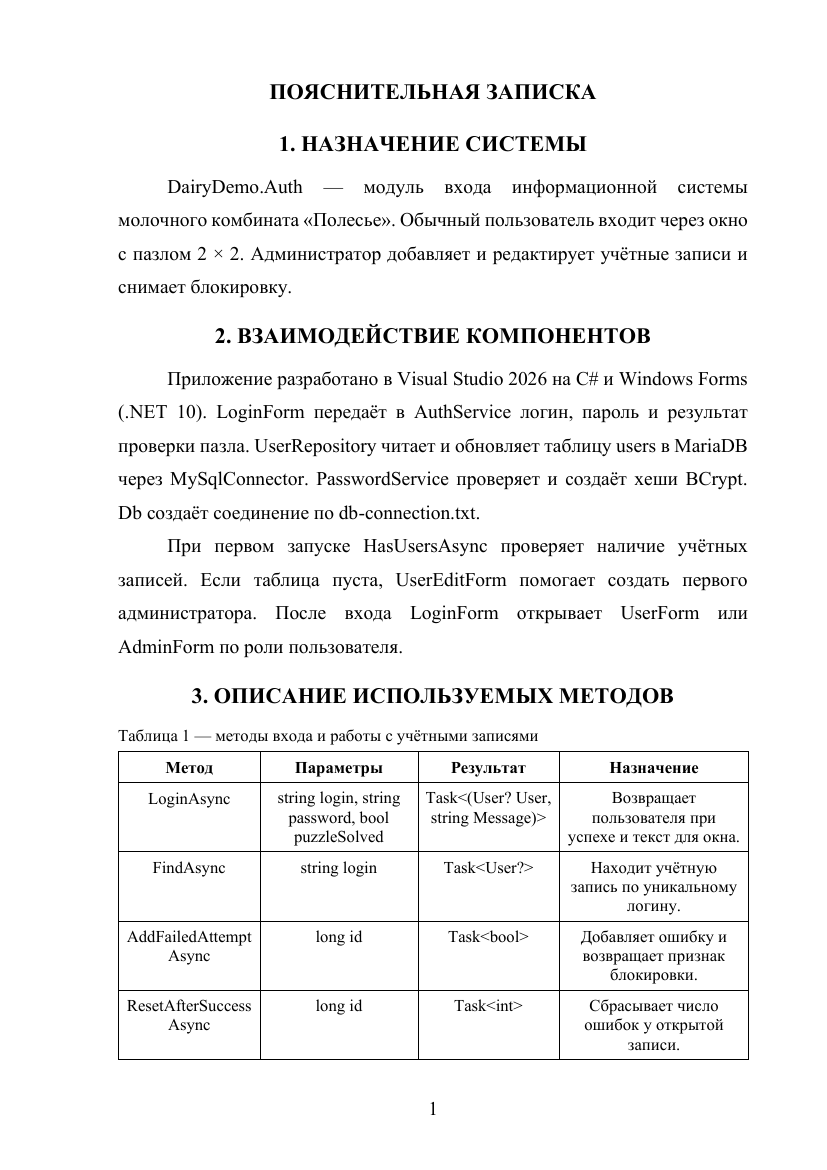 ПОЯСНИТЕЛЬНАЯ ЗАПИСКА
1. НАЗНАЧЕНИЕ СИСТЕМЫ
DairyDemo.Auth — модуль входа информационной системы
молочного комбината «Полесье». Обычный пользователь входит через окно
с пазлом 2 × 2. Администратор добавляет и редактирует учётные записи и
снимает блокировку.
2. ВЗАИМОДЕЙСТВИЕ КОМПОНЕНТОВ
Приложение разработано в Visual Studio 2026 на C# и Windows Forms
(.NET 10). LoginForm передаёт в AuthService логин, пароль и результат
проверки пазла. UserRepository читает и обновляет таблицу users в MariaDB
через MySqlConnector. PasswordService проверяет и создаёт хеши BCrypt.
Db создаёт соединение по db-connection.txt.
При первом запуске HasUsersAsync проверяет наличие учётных
записей. Если таблица пуста, UserEditForm помогает создать первого
администратора. После входа LoginForm открывает UserForm или
AdminForm по роли пользователя.
3. ОПИСАНИЕ ИСПОЛЬЗУЕМЫХ МЕТОДОВ
Таблица 1 — методы входа и работы с учётными записями
Метод Параметры Результат Назначение
LoginAsync
string login, string
password, bool
puzzleSolved
Task<(User? User,
string Message)>
Возвращает
пользователя при
успехе и текст для окна.
FindAsync
string login
Task<User?>
Находит учётную
запись по уникальному
логину.
AddFailedAttempt
Async
long id
Task<bool>
Добавляет ошибку и
возвращает признак
блокировки.
ResetAfterSuccess
Async
long id
Task<int>
Сбрасывает число
ошибок у открытой
записи.
1